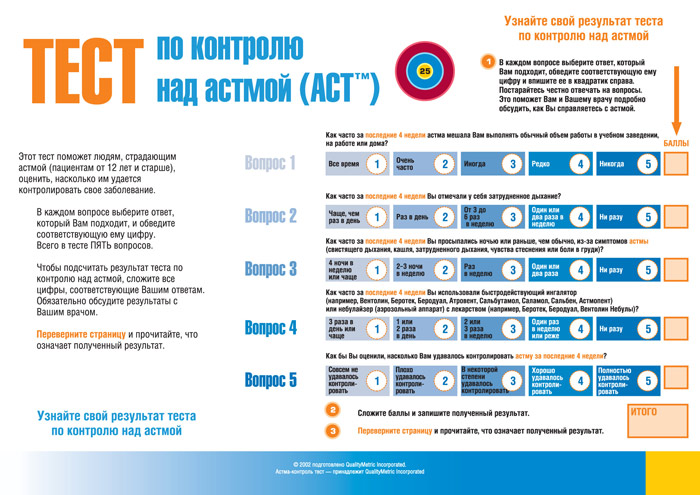 ТЕСТ
по контролю
над астмой (АСТ™)
25
Узнайте свой результат теста
по контролю над астмой
1
В каждом вопросе выберите ответ, который
Вам подходит, обведите соответствующую ему
цифру и впишите ее в квадратик справа.
Постарайтесь честно отвечать на вопросы.
Это поможет Вам и Вашему врачу подробно
обсудить, как Вы справляетесь с астмой.
БАЛЛЫ
Этот тест поможет людям, страдающим
астмой (пациентам от 12 лет и старше),
оценить, насколько им удается
контролировать свое заболевание.
В каждом вопросе выберите ответ,
который Вам подходит, и обведите
соответствующую ему цифру.
Всего в тесте ПЯТЬ вопросов.
Чтобы подсчитать результат теста по
контролю над астмой, сложите все
цифры, соответствующие Вашим ответам.
Обязательно обсудите результаты с
Вашим врачом.
Переверните страницу и прочитайте, что
означает полученный результат.
Узнайте свой результат теста
по контролю над астмой
Как часто за последние 4 недели астма мешала Вам выполнять обычный объем работы в учебном заведении,
на работе или дома?
Вопрос 1
Все время 1 Очень часто 2 Иногда 3 Редко 4 Никогда 5
Как часто за последние 4 недели Вы отмечали у себя затрудненное дыхание?
Вопрос 2
Чаще, чем раз в день 1 Раз в день 2 От 3 до 6 раз в неделю 3 Один или два раза в неделю 4 Ни разу 5
Как часто за последние 4 недели Вы просыпались ночью или раньше, чем обычно, из-за симптомов астмы
(свистящего дыхания, кашля, затрудненного дыхания, чувства стеснения или боли в груди)?
Вопрос 3
4 ночи в неделю или чаще 1 2–3 ночи в неделю 2 Раз в неделю 3 Один или два раза 4 Ни разу 5
Как часто за последние 4 недели Вы использовали быстродействующий ингалятор
(например, Вентолин, Беротек, Беродуал, Атровент, Сальбутамол, Саламол, Сальбен, Астмопент)
или небулайзер (аэрозольный аппарат) с лекарством (например, Беротек, Беродуал, Вентолин Небулы)?
Вопрос 4
3 раза в день или чаще 1 1 или 2 раза в день 2 2 или 3 раза в неделю 3 Один раз в неделю или реже 4 Ни разу 5
Как бы Вы оценили, насколько Вам удавалось контролировать астму за последние 4 недели?
Вопрос 5
Совсем не удавалось контроли-ровать 1 Плохо удавалось контроли-ровать 2 В некоторой степени удавалось контролировать 3 Хорошо удавалось контроли-ровать 4 Полностью удавалось контроли-ровать 5
2
Сложите баллы и запишите полученный результат.
ИТОГО
3
Переверните страницу и прочитайте, что означает полученный результат.
© 2002 подготовлено QualityMetric Incorporated.
Астма-контроль тест — принадлежит QualityMetric Incorporated